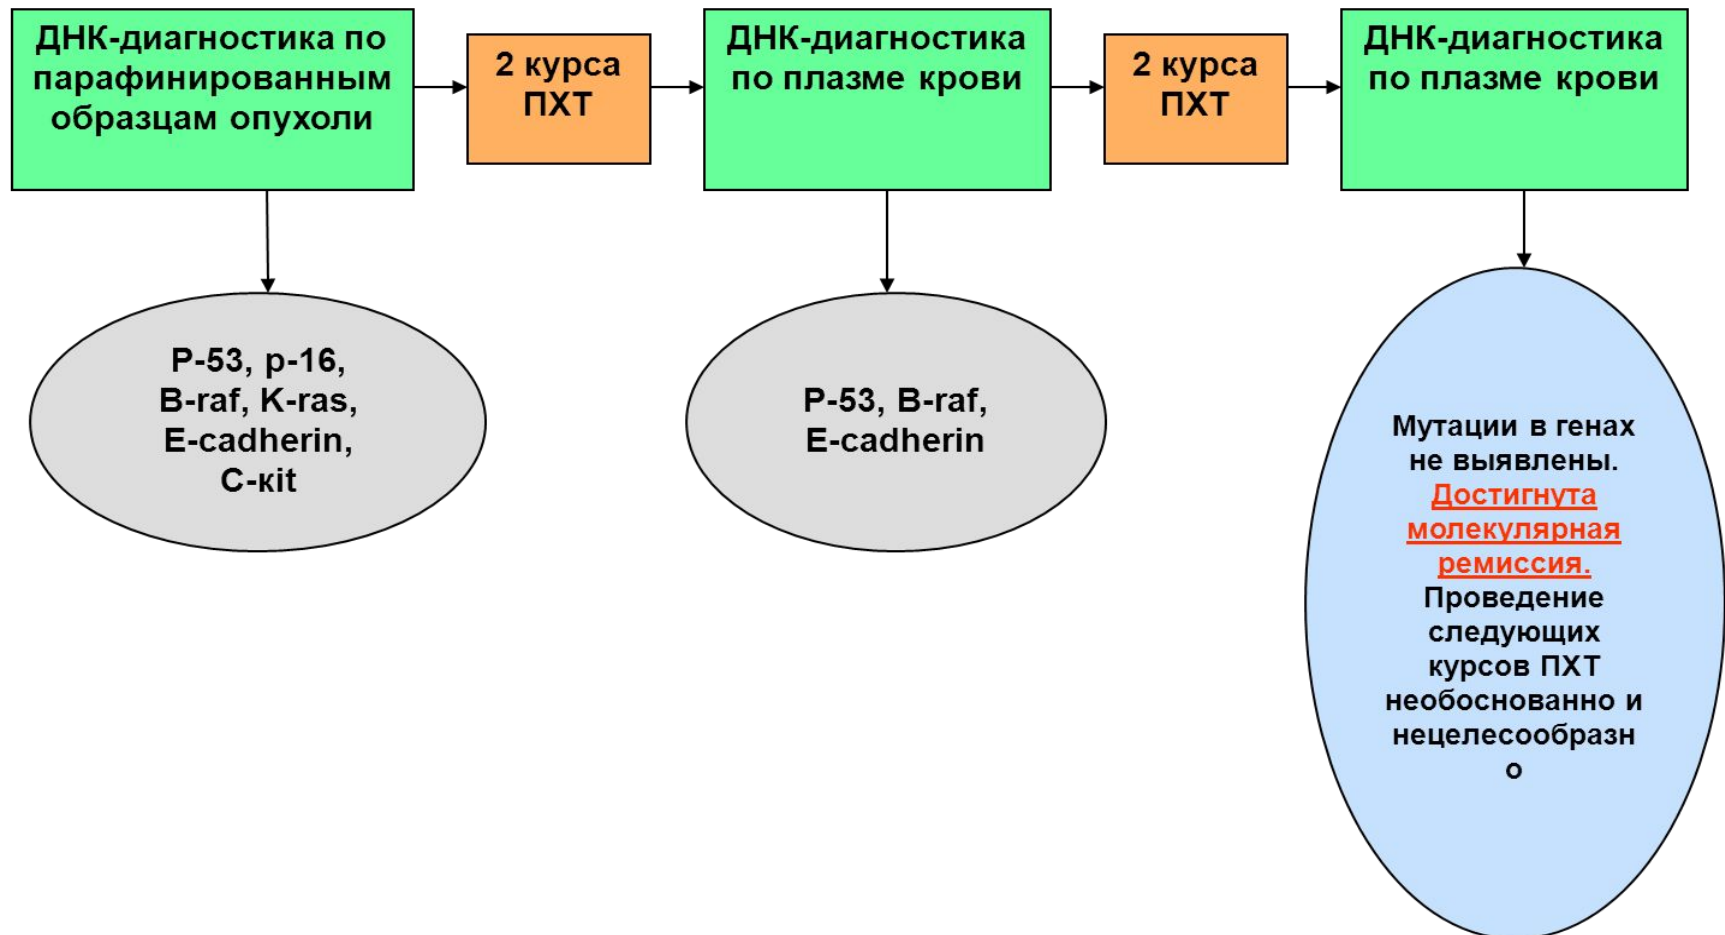 ДНК-диагностика по
парафинированным
образцам опухоли
2 курса
ПХТ
ДНК-диагностика
по плазме крови
2 курса
ПХТ
ДНК-диагностика
по плазме крови
Р-53, р-16,
B-raf, K-ras,
E-cadherin,
С-кit
Р-53, B-raf,
E-cadherin
Мутации в генах
не выявлены.
Достигнута
молекулярная
ремиссия.
Проведение
следующих
курсов ПХТ
необоснованно и
нецелесообразн
о